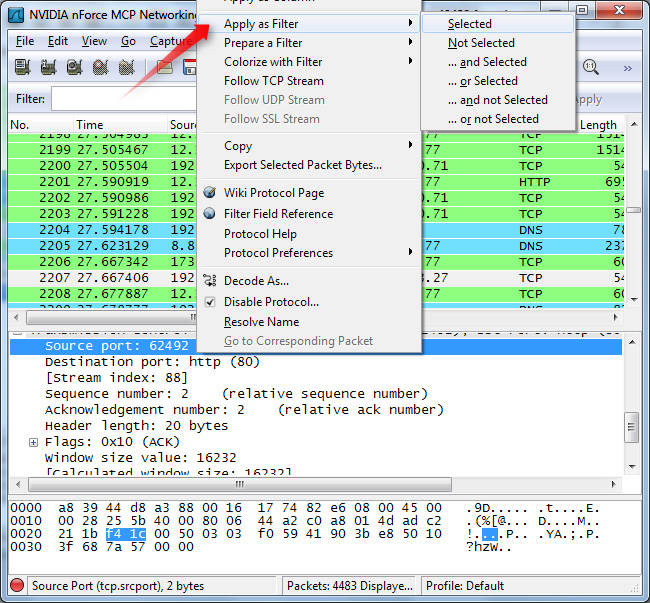 NVIDIA nForce MCP Networking
File Edit View Go Capture
Filter:
Apply
Apply as Filter
Prepare a Filter
Colorize with Filter
Follow TCP Stream
Follow UDP Stream
Follow SSL Stream
Copy
Export Selected Packet Bytes...
Wiki Protocol Page
Filter Field Reference
Protocol Help
Protocol Preferences
Decode As...
Disable Protocol...
Resolve Name
Go to Corresponding Packet
Selected
Not Selected
... and Selected
... or Selected
... and not Selected
... or not Selected
No. Time Sour Length
2198 27.504985 12. 77 TCP 1514
2199 27.505467 12. 77 TCP 1514
2200 27.505504 192 0.71 TCP 54
2201 27.590919 12. 77 HTTP 695
2202 27.590986 192 0.71 TCP 54
2203 27.591228 192 0.71 TCP 54
2204 27.594178 192 DNS 78
2205 27.623129 8.8 77 DNS 237
2206 27.667342 173 77 TCP 60
2207 27.667406 192 3.27 TCP 54
2208 27.677887 12. 77 TCP 60
Source port: 62492
Destination port: http (80)
[Stream index: 88]
Sequence number: 2 (relative sequence number)
Acknowledgement number: 2 (relative ack number)
Header length: 20 bytes
Flags: 0x10 (ACK)
Window size value: 16232
[Calculated window size: 16232]
0000 a8 39 44 d8 a3 88 00 16 17 74 82 e6 08 00 45 00 .9D..... .t....E.
0010 00 28 25 5b 40 00 80 06 44 a2 c0 a8 01 4d ad c2 .(%[@... D....M..
0020 21 1b f4 1c 00 50 03 03 f0 59 41 90 3b e8 50 10 !....P.. .YA.;.P.
0030 3f 68 7a 57 00 00 ?hzW..
Source Port (tcp.srcport), 2 bytes Packets: 4483 Displaye... Profile: Default